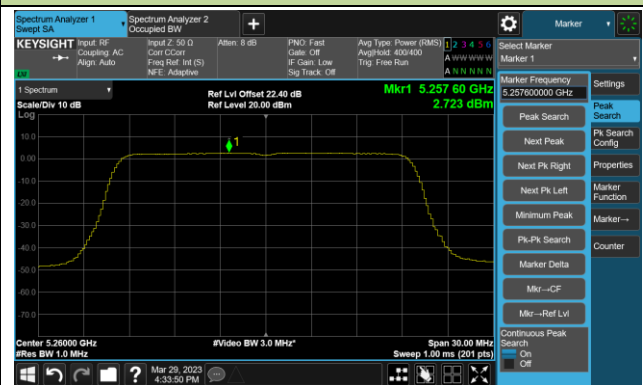 Spectrum Analyzer 1
Swept SA
Spectrum Analyzer 2
Occupied BW
Marker
KEYSIGHT
Input: RF
Coupling: AC
Align: Auto
Input Z: 50 Ω
Corr CCorr
Freq Ref: Int (S)
NFE: Adaptive
Atten: 8 dB
PNO: Fast
Gate: Off
IF Gain: Low
Sig Track: Off
Avg Type: Power (RMS)
Avg|Hold: 400/400
Trig: Free Run
1 2 3 4 5 6
A W W W W W
A N N N N N
Select Marker
Marker 1
LXI
1 Spectrum
Scale/Div 10 dB
Log
Ref Lvl Offset 22.40 dB
Ref Level 20.00 dBm
Mkr1 5.257 60 GHz
2.723 dBm
10.0
0.00
-10.0
-20.0
-30.0
-40.0
-50.0
-60.0
-70.0
1
Center 5.26000 GHz
#Res BW 1.0 MHz
#Video BW 3.0 MHz*
Span 30.00 MHz
Sweep 1.00 ms (201 pts)
Marker Frequency
5.257600000 GHz
Peak Search
Next Peak
Next Pk Right
Next Pk Left
Minimum Peak
Pk-Pk Search
Marker Delta
Mkr→CF
Mkr→Ref Lvl
Continuous Peak
Search
On
Off
Settings
Peak
Search
Pk Search
Config
Properties
Marker
Function
Marker→
Counter
?
Mar 29, 2023
4:33:50 PM